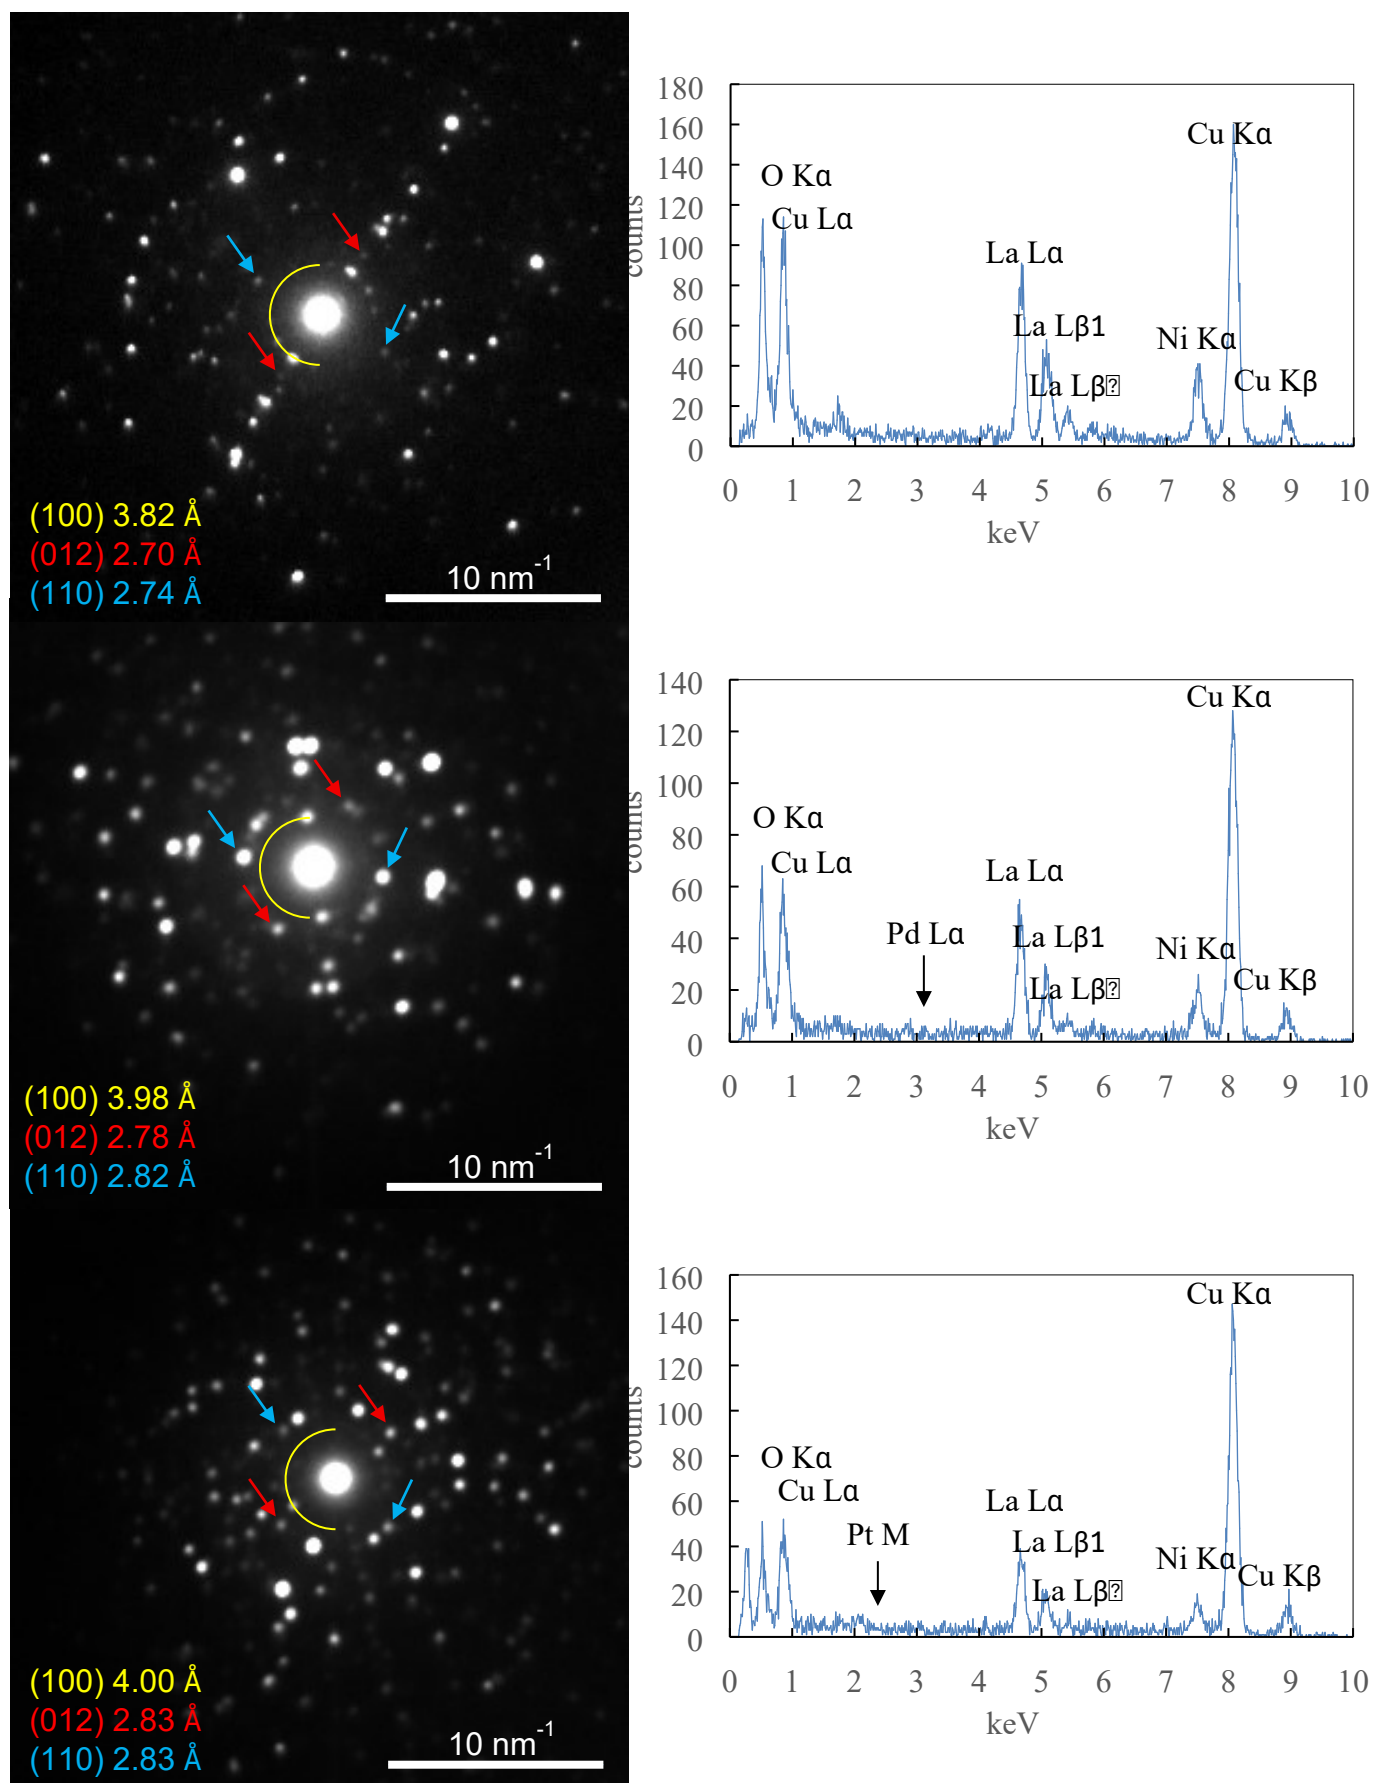 (100) 3.82 Å
(012) 2.70 Å
(110) 2.74 Å
10 nm-1
180
160
140
120
100
80
60
40
20
0
counts
O Kα
Cu Lα
La Lα
La Lβ1
La Lβ
Ni Kα
Cu Kα
Cu Kβ
0 1 2 3 4 5 6 7 8 9 10
keV
(100) 3.98 Å
(012) 2.78 Å
(110) 2.82 Å
10 nm-1
140
120
100
80
60
40
20
0
counts
O Kα
Cu Lα
Pd Lα
La Lα
La Lβ1
La Lβ
Ni Kα
Cu Kα
Cu Kβ
0 1 2 3 4 5 6 7 8 9 10
keV
(100) 4.00 Å
(012) 2.83 Å
(110) 2.83 Å
10 nm-1
160
140
120
100
80
60
40
20
0
counts
O Kα
Cu Lα
Pt M
La Lα
La Lβ1
La Lβ
Ni Kα
Cu Kα
Cu Kβ
0 1 2 3 4 5 6 7 8 9 10
keV